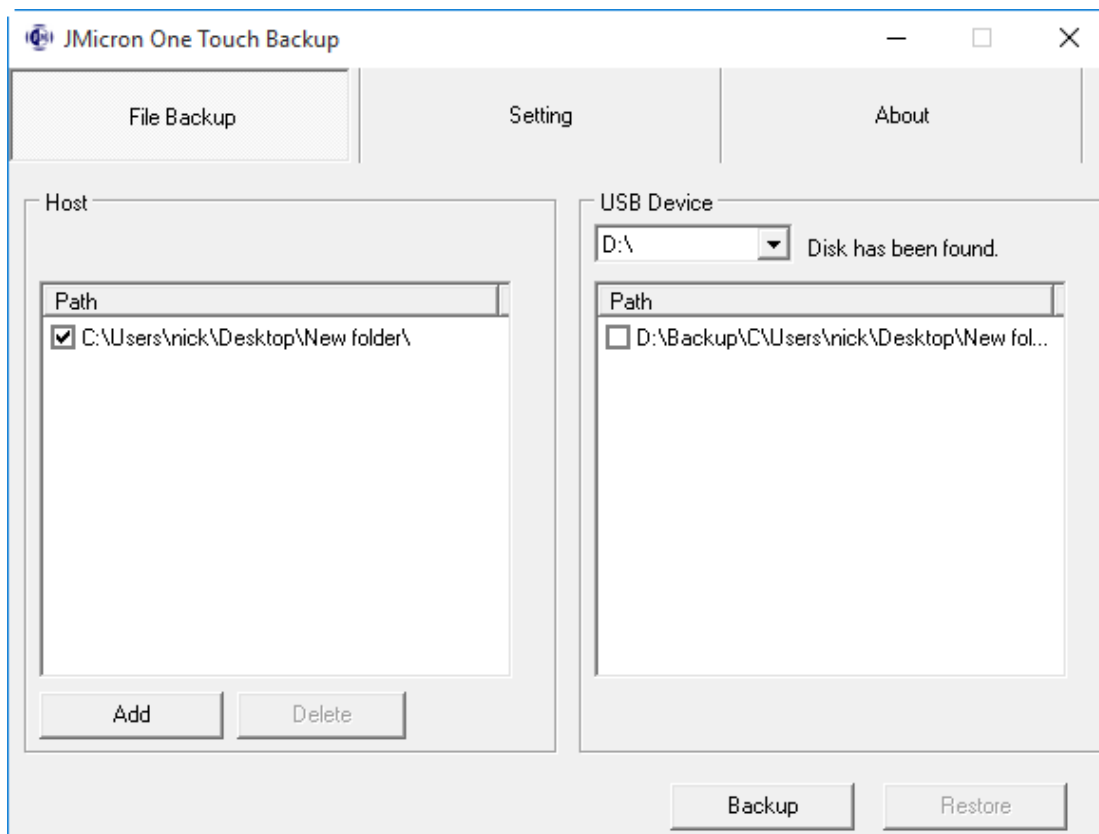 JMicron One Touch Backup
File Backup
Setting
About
Host
USB Device
D:\
Disk has been found.
Path
Path
C:\Users\nick\Desktop\New folder\
D:\Backup\C\Users\nick\Desktop\New fol...
Add
Delete
Backup
Restore